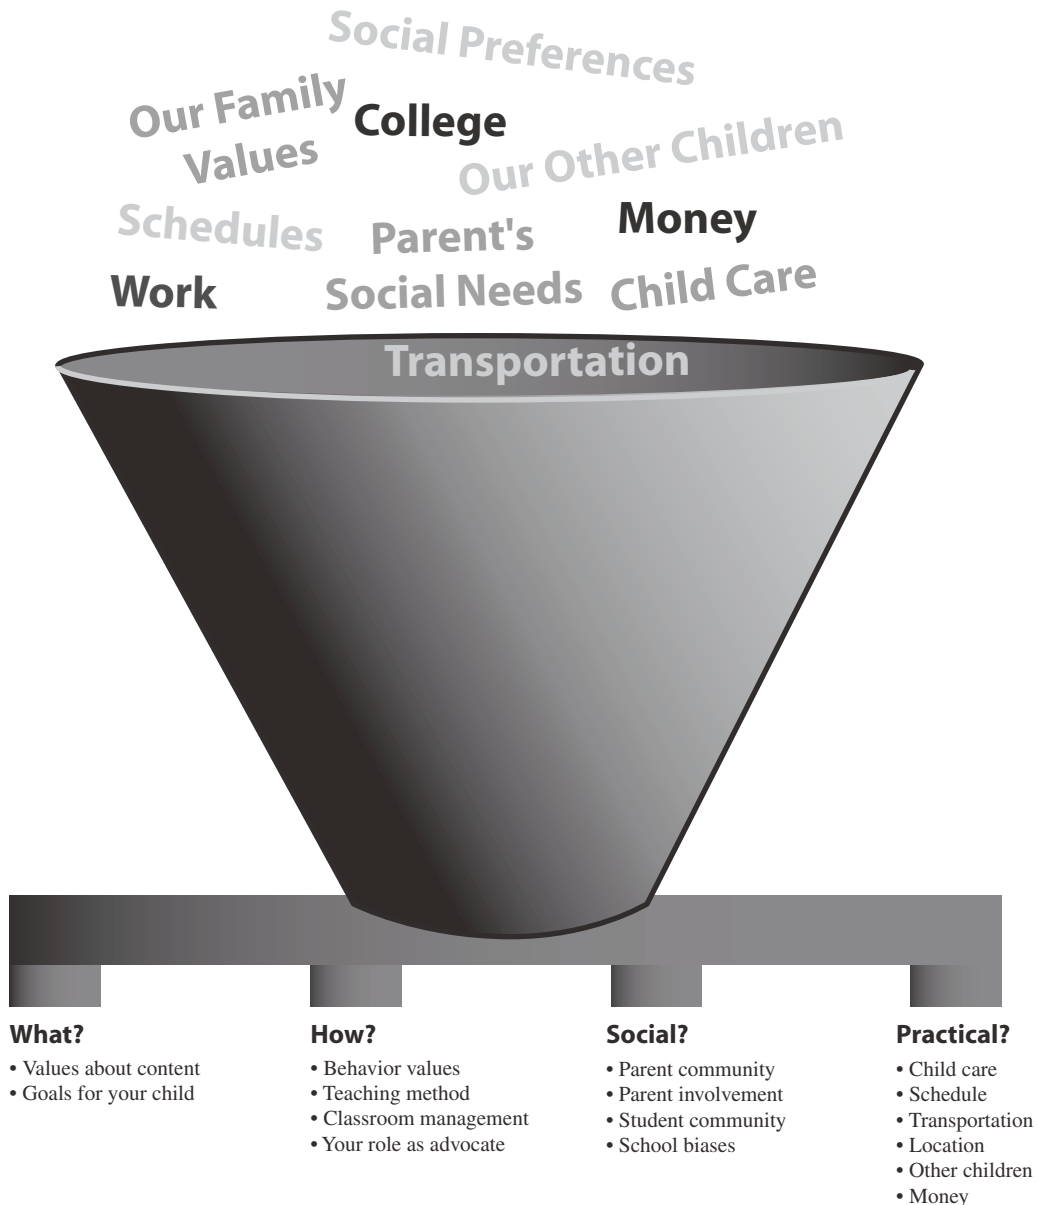 Social Preferences
Our Family
Values
College
Our Other Children
Schedules
Parent's
Social Needs
Money
Work
Child Care
Transportation
What?
• Values about content
• Goals for your child
How?
• Behavior values
• Teaching method
• Classroom management
• Your role as advocate
Social?
• Parent community
• Parent involvement
• Student community
• School biases
Practical?
• Child care
• Schedule
• Transportation
• Location
• Other children
• Money